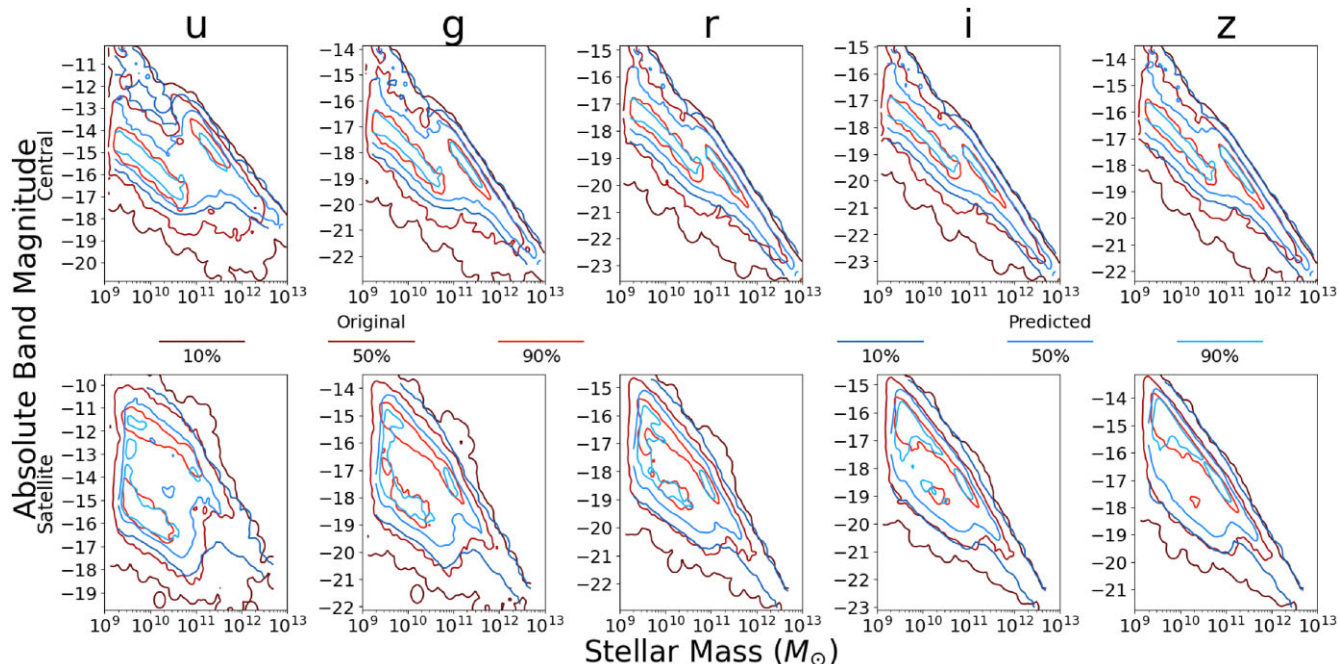 u g r i z
Absolute Band Magnitude
Central
−11 −12 −13 −14 −15 −16 −17 −18 −19 −20
−14 −15 −16 −17 −18 −19 −20 −21 −22
−15 −16 −17 −18 −19 −20 −21 −22 −23
−15 −16 −17 −18 −19 −20 −21 −22 −23
−14 −15 −16 −17 −18 −19 −20 −21 −22
10⁹ 10¹⁰ 10¹¹ 10¹² 10¹³ 10⁹ 10¹⁰ 10¹¹ 10¹² 10¹³ 10⁹ 10¹⁰ 10¹¹ 10¹² 10¹³ 10⁹ 10¹⁰ 10¹¹ 10¹² 10¹³ 10⁹ 10¹⁰ 10¹¹ 10¹² 10¹³
Original Predicted
10% 50% 90% 10% 50% 90%
Satellite
−10 −11 −12 −13 −14 −15 −16 −17 −18 −19
−14 −15 −16 −17 −18 −19 −20 −21 −22
−15 −16 −17 −18 −19 −20 −21 −22
−15 −16 −17 −18 −19 −20 −21 −22 −23
−14 −15 −16 −17 −18 −19 −20 −21
10⁹ 10¹⁰ 10¹¹ 10¹² 10¹³ 10⁹ 10¹⁰ 10¹¹ 10¹² 10¹³ 10⁹ 10¹⁰ 10¹¹ 10¹² 10¹³ 10⁹ 10¹⁰ 10¹¹ 10¹² 10¹³ 10⁹ 10¹⁰ 10¹¹ 10¹² 10¹³
Stellar Mass (M☉)